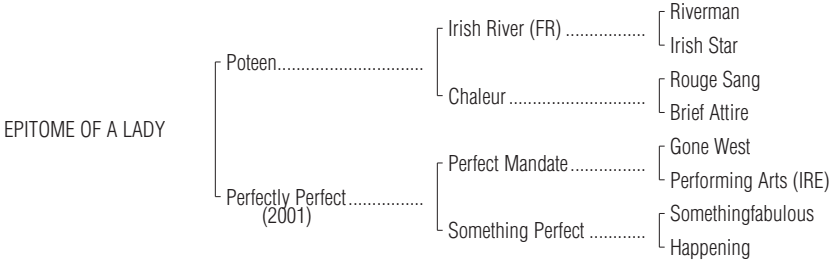 Riverman
Irish River (FR) .................
Irish Star
Poteen...............................
Rouge Sang
Chaleur .............................
Brief Attire
EPITOME OF A LADY
Gone West
Perfect Mandate................
Performing Arts (IRE)
Perfectly Perfect................
(2001)
Somethingfabulous
Something Perfect ............
Happening